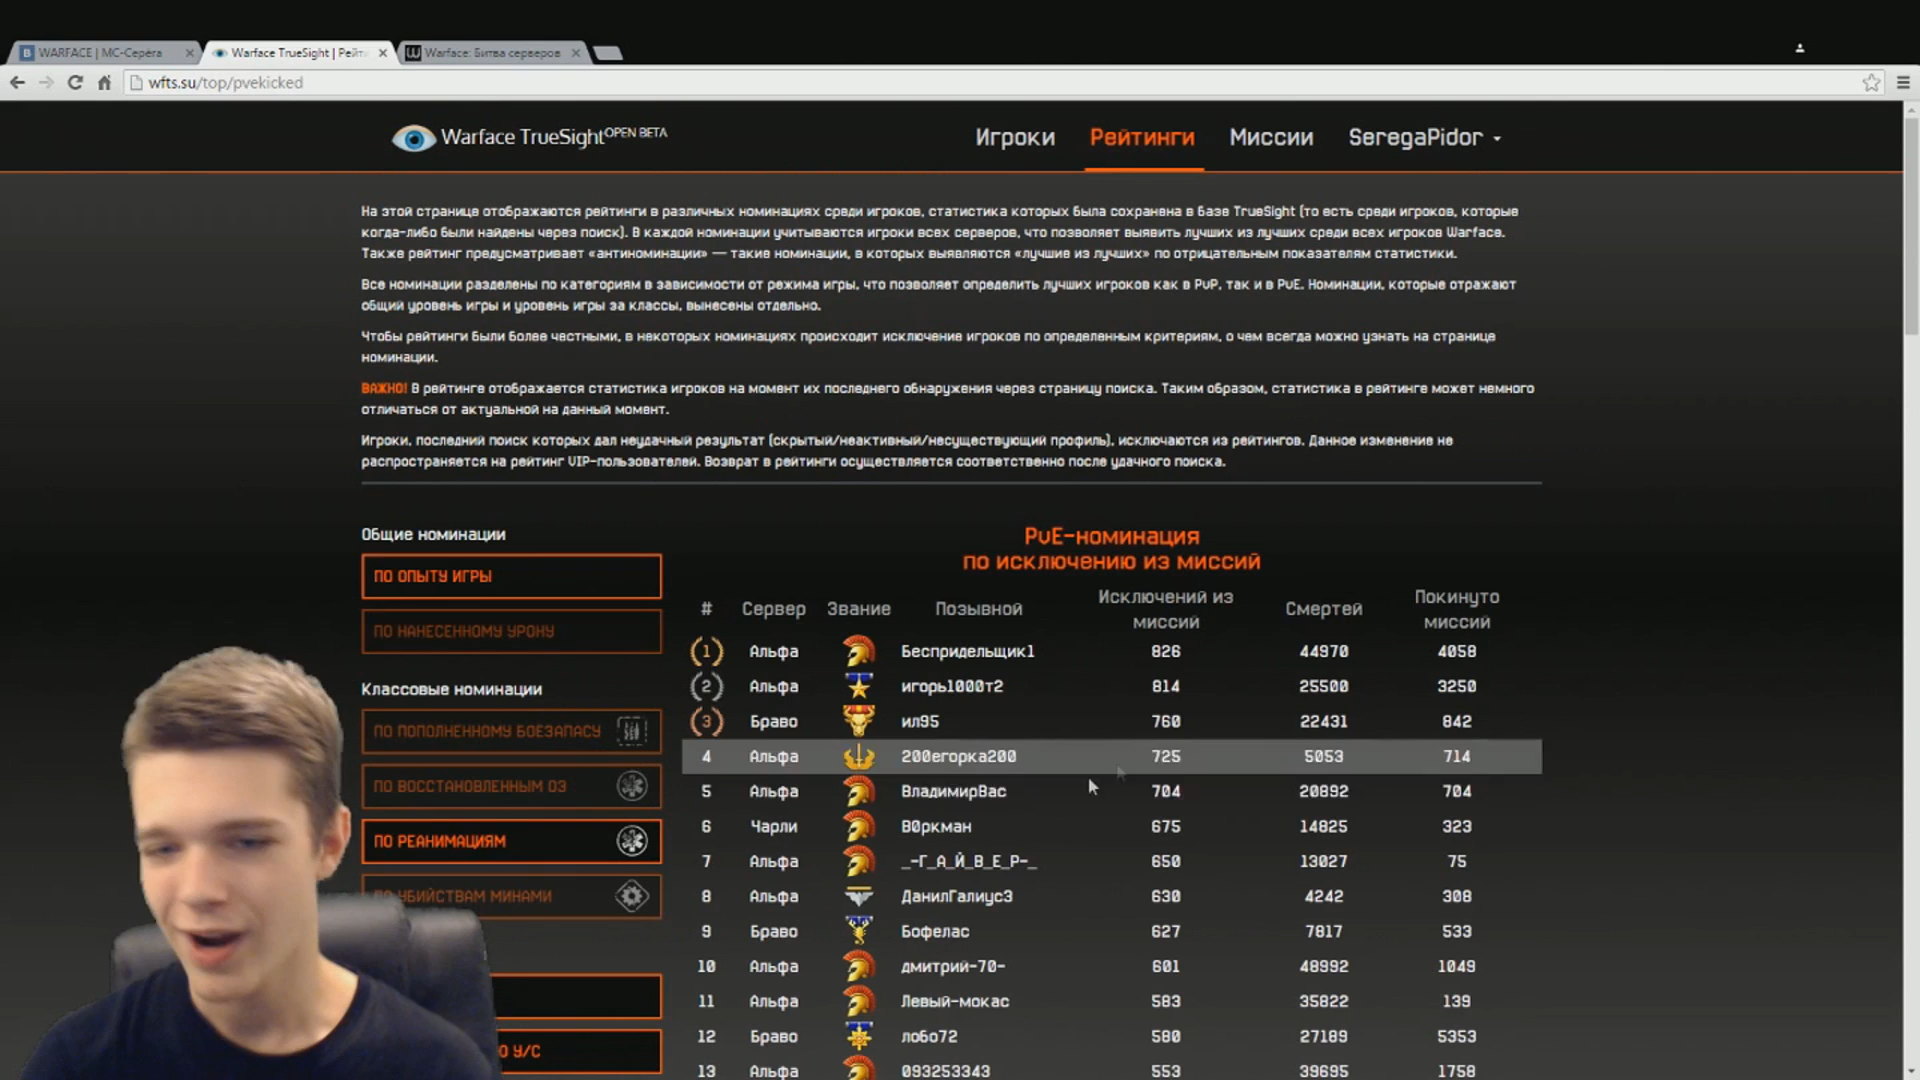 WARFACE | МС-Серёга
Warface TrueSight | Рейт
Warface: Битва серверов
wfts.su/top/pvekicked
Warface TrueSight OPEN BETA
Игроки
Рейтинги
Миссии
SeregaPidor
На этой странице отображаются рейтинги в различных номинациях среди игроков, статистика которых была сохранена в базе TrueSight (то есть среди игроков, которые
когда-либо были найдены через поиск). В каждой номинации учитываются игроки всех серверов, что позволяет выявить лучших из лучших среди всех игроков Warface.
Также рейтинг предусматривает «антиноминации» — такие номинации, в которых выявляются «лучшие из лучших» по отрицательным показателям статистики.
Все номинации разделены по категориям в зависимости от режима игры, что позволяет определить лучших игроков как в PvP, так и в PvE. Номинации, которые отражают
общий уровень игры и уровень игры за классы, вынесены отдельно.
Чтобы рейтинги были более честными, в некоторых номинациях происходит исключение игроков по определенным критериям, о чем всегда можно узнать на странице
номинации.
ВАЖНО! В рейтинге отображается статистика игроков на момент их последнего обнаружения через страницу поиска. Таким образом, статистика в рейтинге может немного
отличаться от актуальной на данный момент.
Игроки, последний поиск которых дал неудачный результат (скрытый/неактивный/несуществующий профиль), исключаются из рейтингов. Данное изменение не
распространяется на рейтинг VIP-пользователей. Возврат в рейтинги осуществляется соответственно после удачного поиска.
Общие номинации
ПО ОПЫТУ ИГРЫ
ПО НАНЕСЕННОМУ УРОНУ
Классовые номинации
ПО ПОПОЛНЕННОМУ БОЕЗАПАСУ
ПО ВОССТАНОВЛЕННЫМ ОЗ
ПО РЕАНИМАЦИЯМ
ПО УБИЙСТВАМ МИНАМИ
О У/С
PvE-номинация
по исключению из миссий
# Сервер Звание Позывной Исключений из миссий Смертей Покинуто миссий
1 Альфа Беспридельщик1 826 44970 4058
2 Альфа игорь1000т2 814 25500 3250
3 Браво ил95 760 22431 842
4 Альфа 200егорка200 725 5053 714
5 Альфа ВладимирВас 704 20892 704
6 Чарли В0ркман 675 14825 323
7 Альфа _-Г_А_Й_В_Е_Р-_ 650 13027 75
8 Альфа ДанилГалиус3 630 4242 308
9 Браво Бофелас 627 7817 533
10 Альфа дмитрий-70- 601 48992 1049
11 Альфа Левый-мокас 583 35822 139
12 Браво лобо72 580 27189 5353
13 Альфа 093253343 553 39695 1758